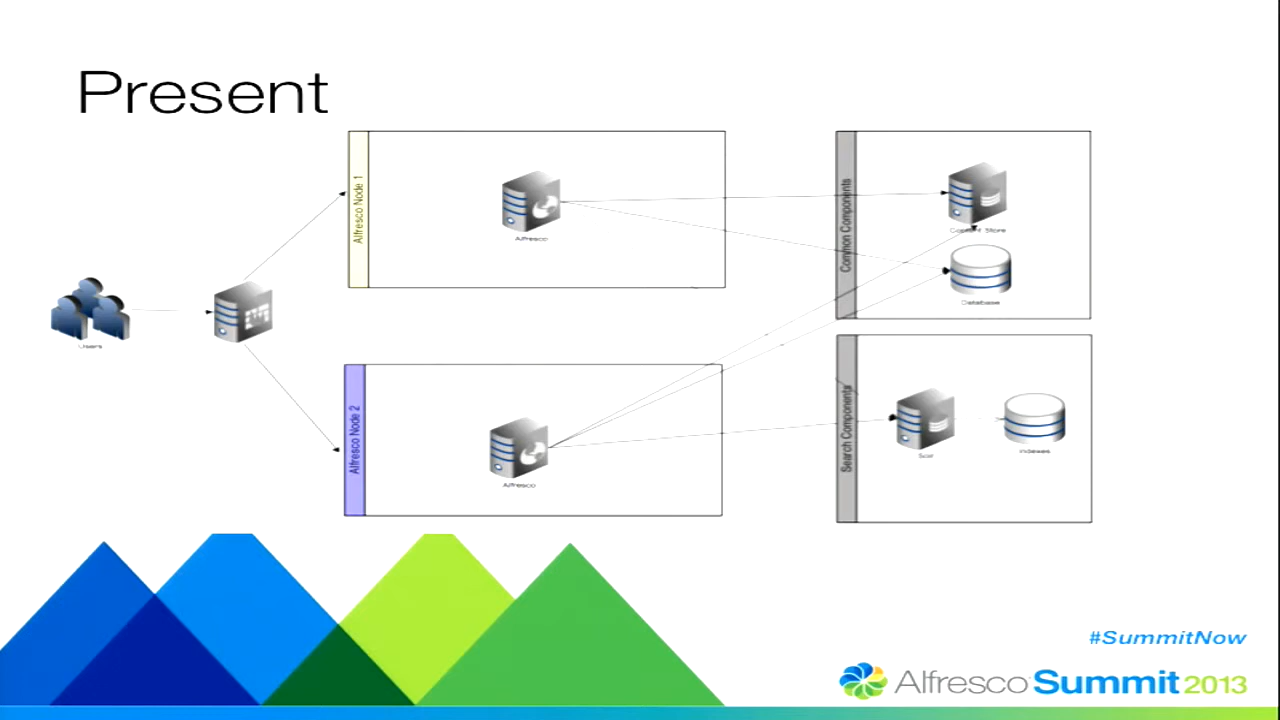 Present
Alfresco Node 1
Alfresco
Common Components
Content Store
Database
Users
Alfresco Node 2
Alfresco
Search Components
Solr
Indexes
#SummitNow
Alfresco Summit 2013